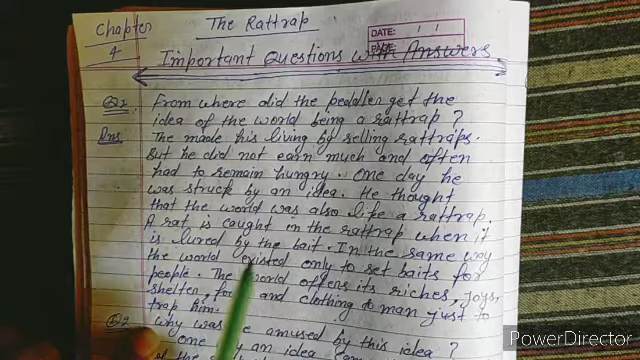 Chapter
4
The Rattrap
DATE:
PAGE:
Important Questions with Answers
Q1. From where did the peddler get the
idea of the world being a rattrap?
Ans The made his living by selling rattraps.
But he did not earn much and often
had to remain hungry. One day he
was struck by an idea. He thought
that the world was also like a rattrap.
A rat is caught in the rattrap when it
is lured by the bait. In the same way
the world existed only to set baits for
people. The world offers its riches, joys,
shelter, and clothing to man just to
trap him.
Q2. Why was he amused by this idea?
one an idea
PowerDirector